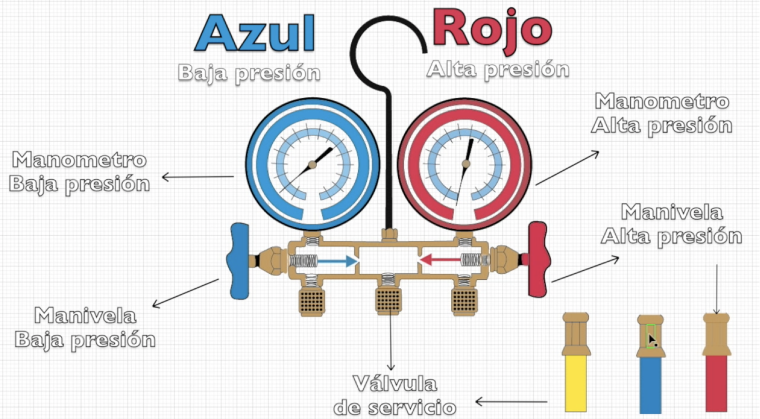 Azul
Baja presión
Rojo
Alta presión
Manometro
Alta presión
Manometro
Baja presión
Manivela
Alta presión
Manivela
Baja presión
Válvula
de servicio